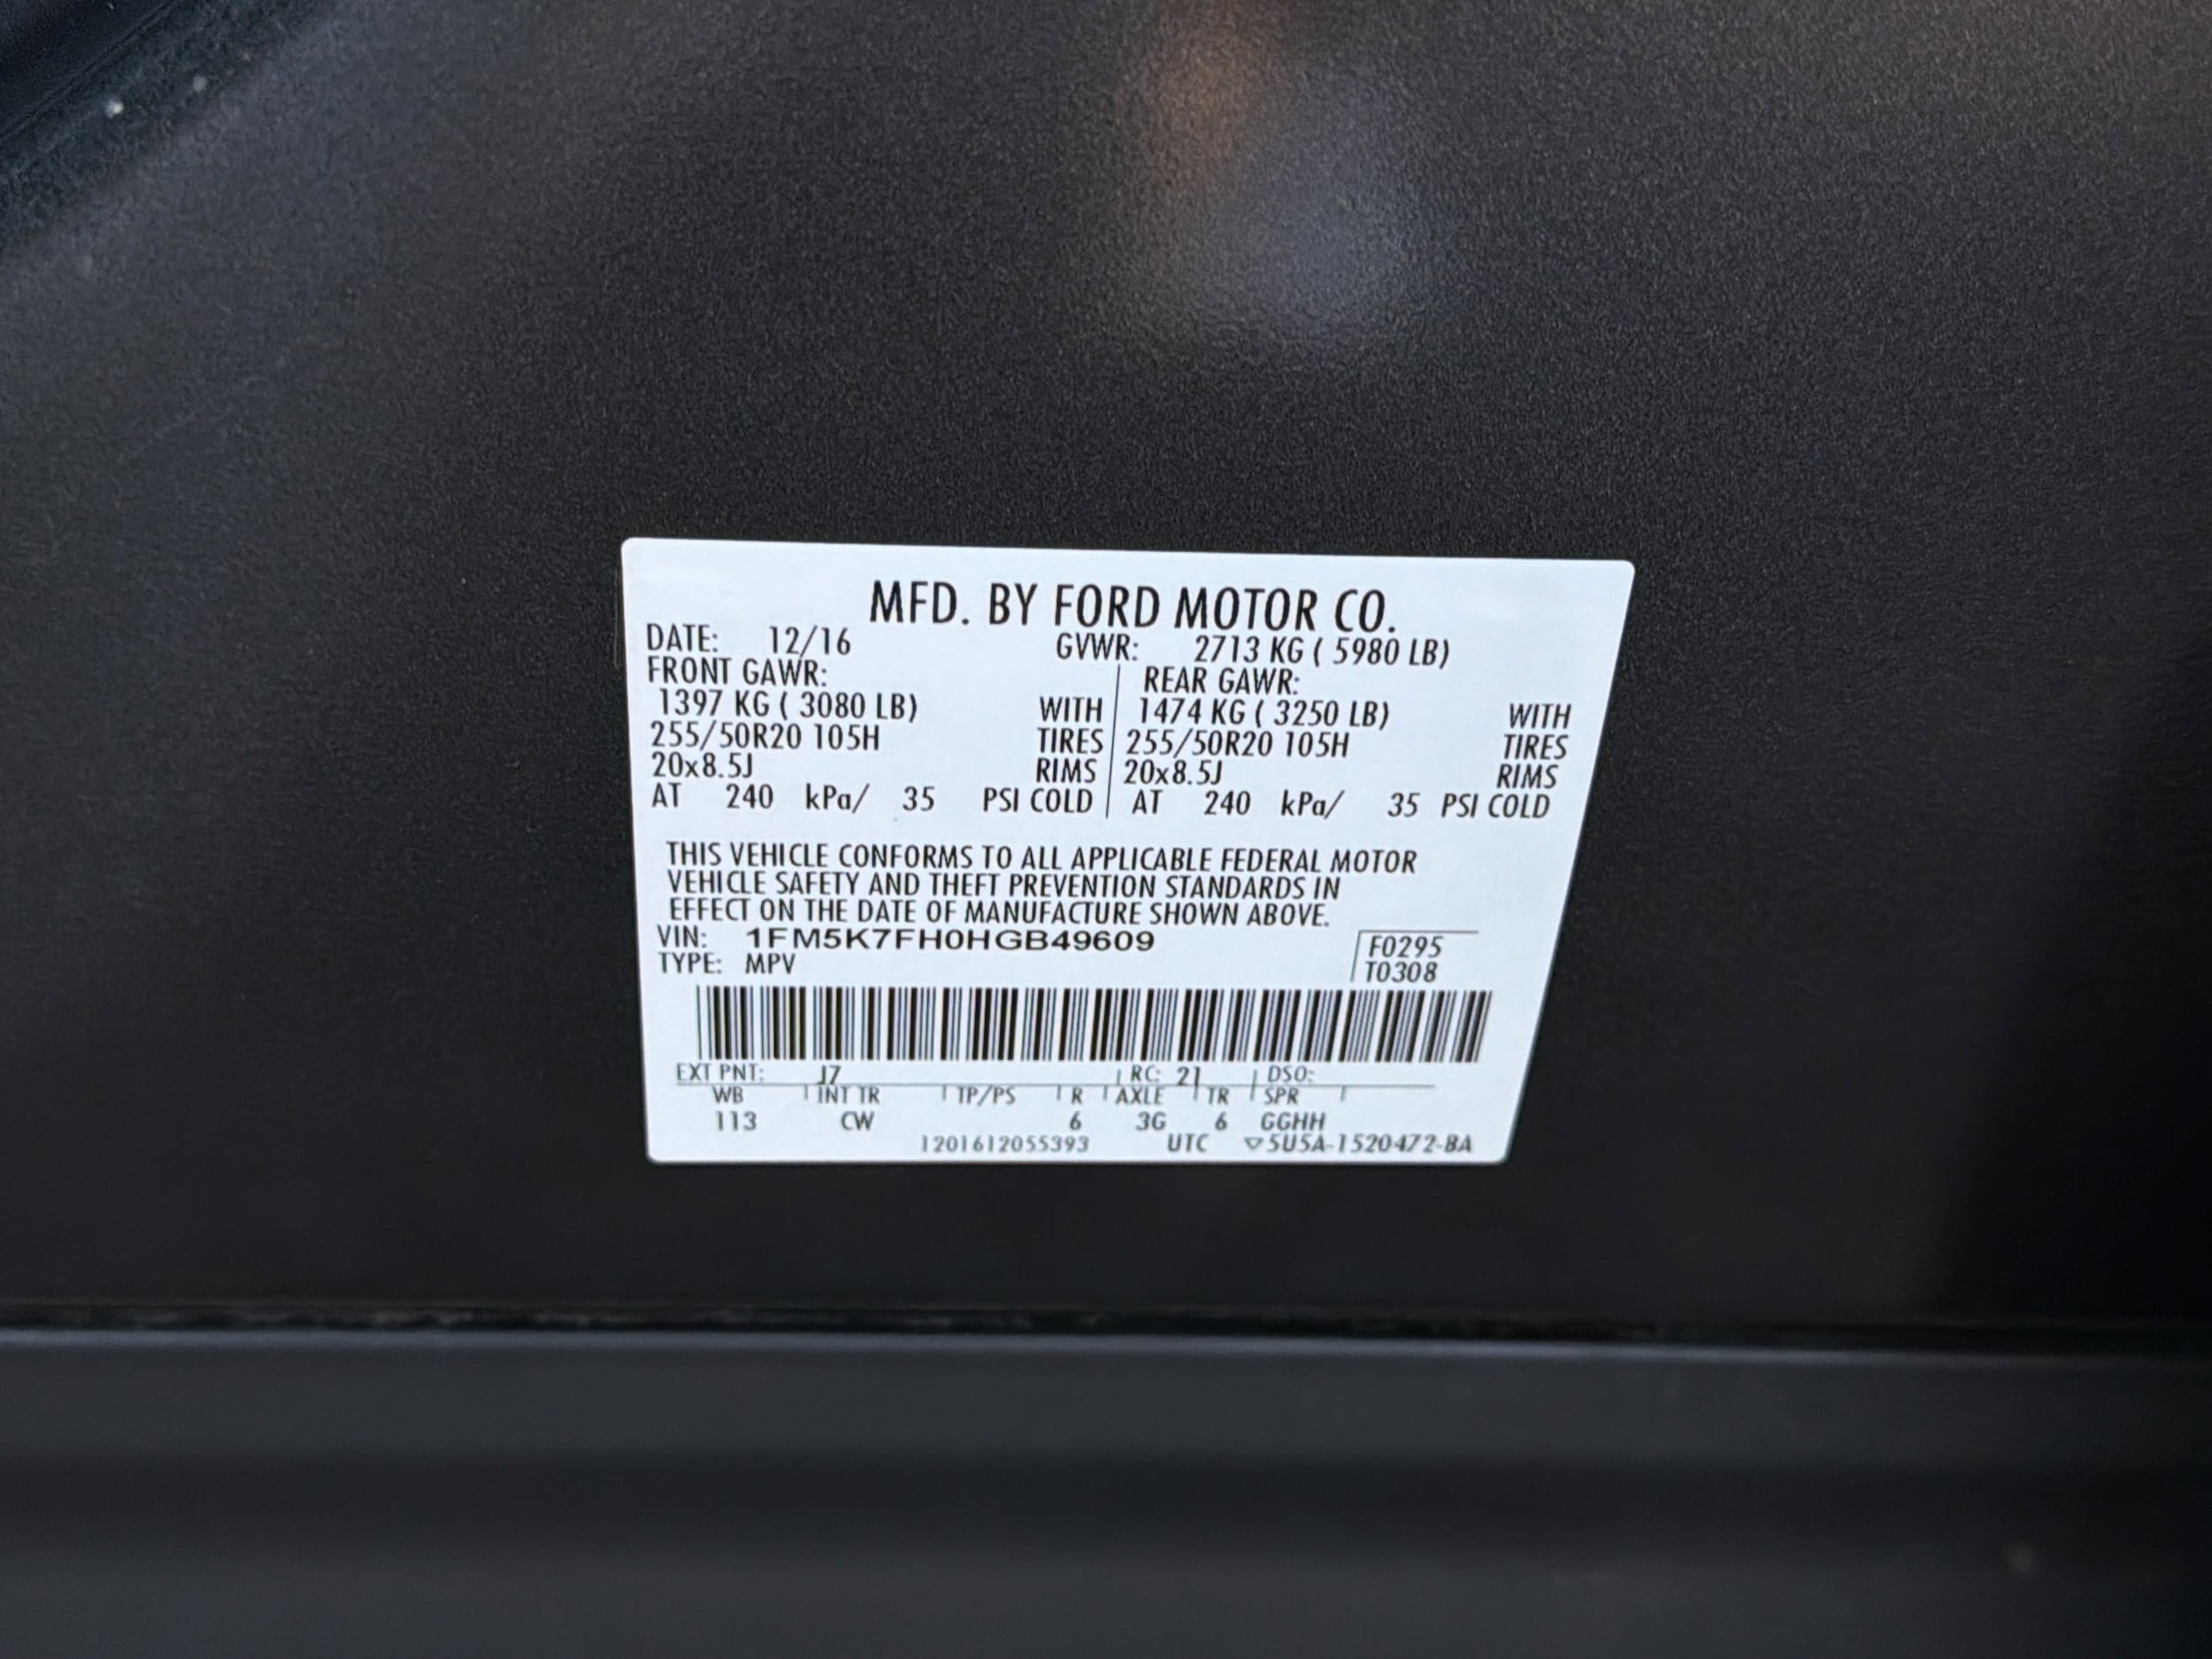 MFD. BY FORD MOTOR CO.
DATE: 12/16 GVWR: 2713 KG ( 5980 LB)
FRONT GAWR: REAR GAWR:
1397 KG ( 3080 LB) WITH 1474 KG ( 3250 LB) WITH
255/50R20 105H TIRES 255/50R20 105H TIRES
20x8.5J RIMS 20x8.5J RIMS
AT 240 kPa/ 35 PSI COLD AT 240 kPa/ 35 PSI COLD
THIS VEHICLE CONFORMS TO ALL APPLICABLE FEDERAL MOTOR
VEHICLE SAFETY AND THEFT PREVENTION STANDARDS IN
EFFECT ON THE DATE OF MANUFACTURE SHOWN ABOVE.
VIN: 1FM5K7FH0HGB49609 F0295
TYPE: MPV T0308
EXT PNT: J7 RC: 21 DSO:
WB INT TR TP/PS R AXLE TR SPR
113 CW 6 3G 6 GGHH
1201612055393 UTC ▽5U5A-1520472-BA